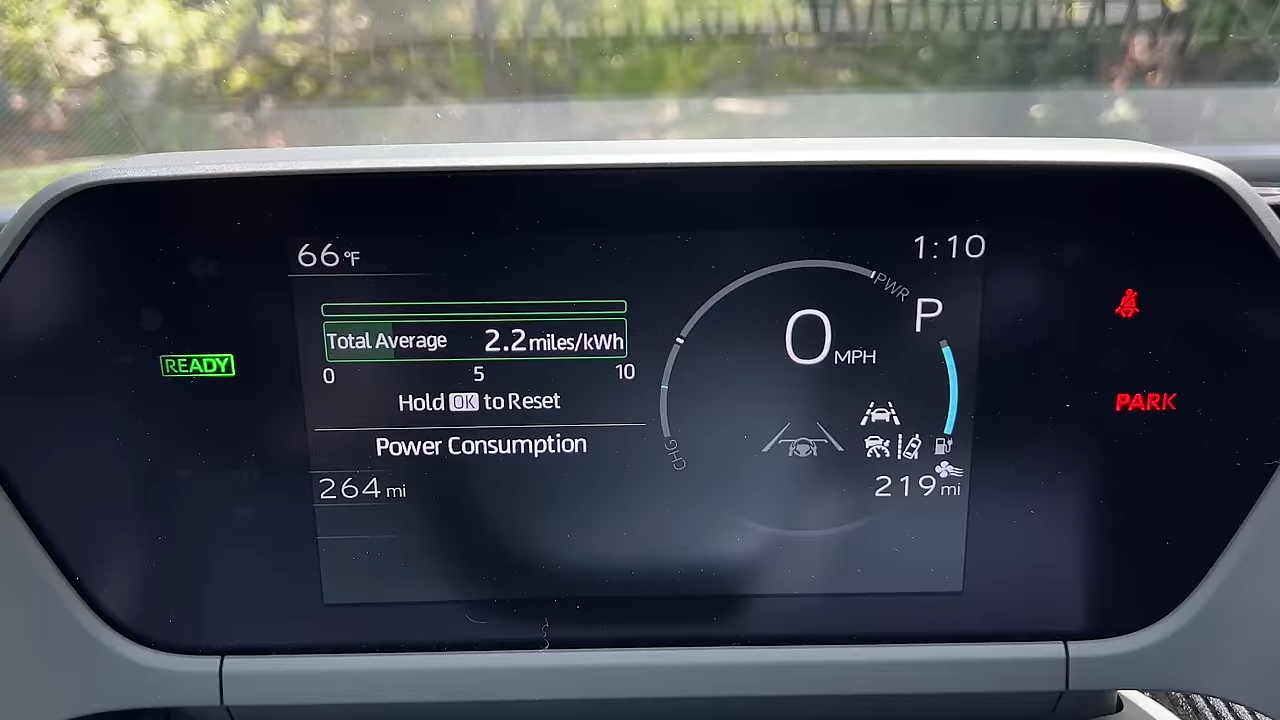 66 °F
1:10
PWR
P
Total Average 2.2 miles/kWh
0 MPH
READY
0 5 10
Hold OK to Reset
PARK
Power Consumption
CHG
264 mi
219 mi